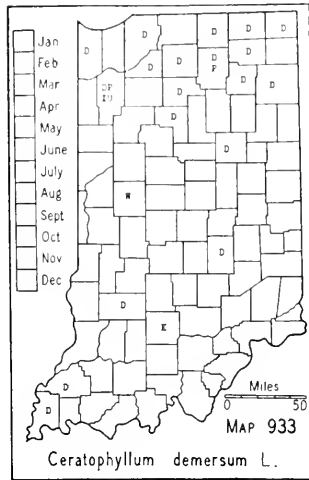 Jan
Feb
Mar
Apr
May
June
July
Aug
Sept
Oct
Nov
Dec
D D D D D
D D D D
D F D D
D
D
W
D
D
K
D
D
Miles
0 50
MAP 933
Ceratophyllum demersum L.